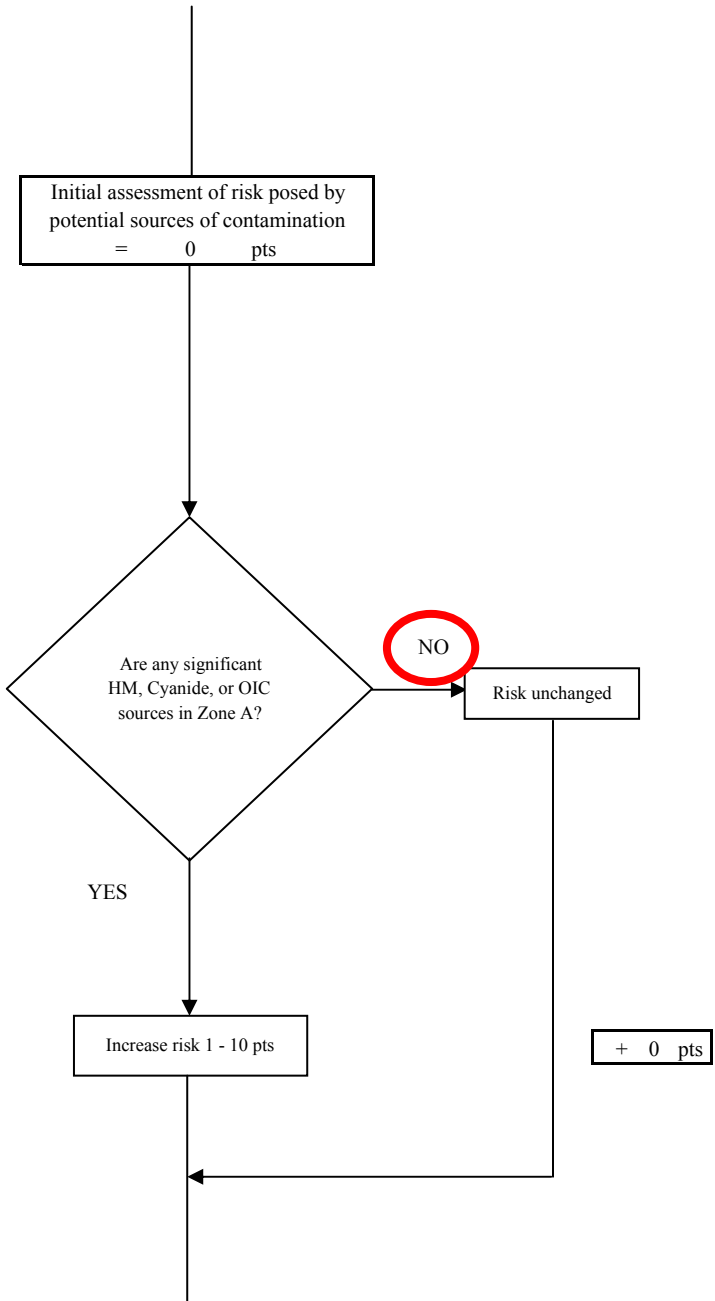 Initial assessment of risk posed by
potential sources of contamination
= 0 pts
Are any significant
HM, Cyanide, or OIC
sources in Zone A?
NO
Risk unchanged
YES
Increase risk 1 - 10 pts
+ 0 pts